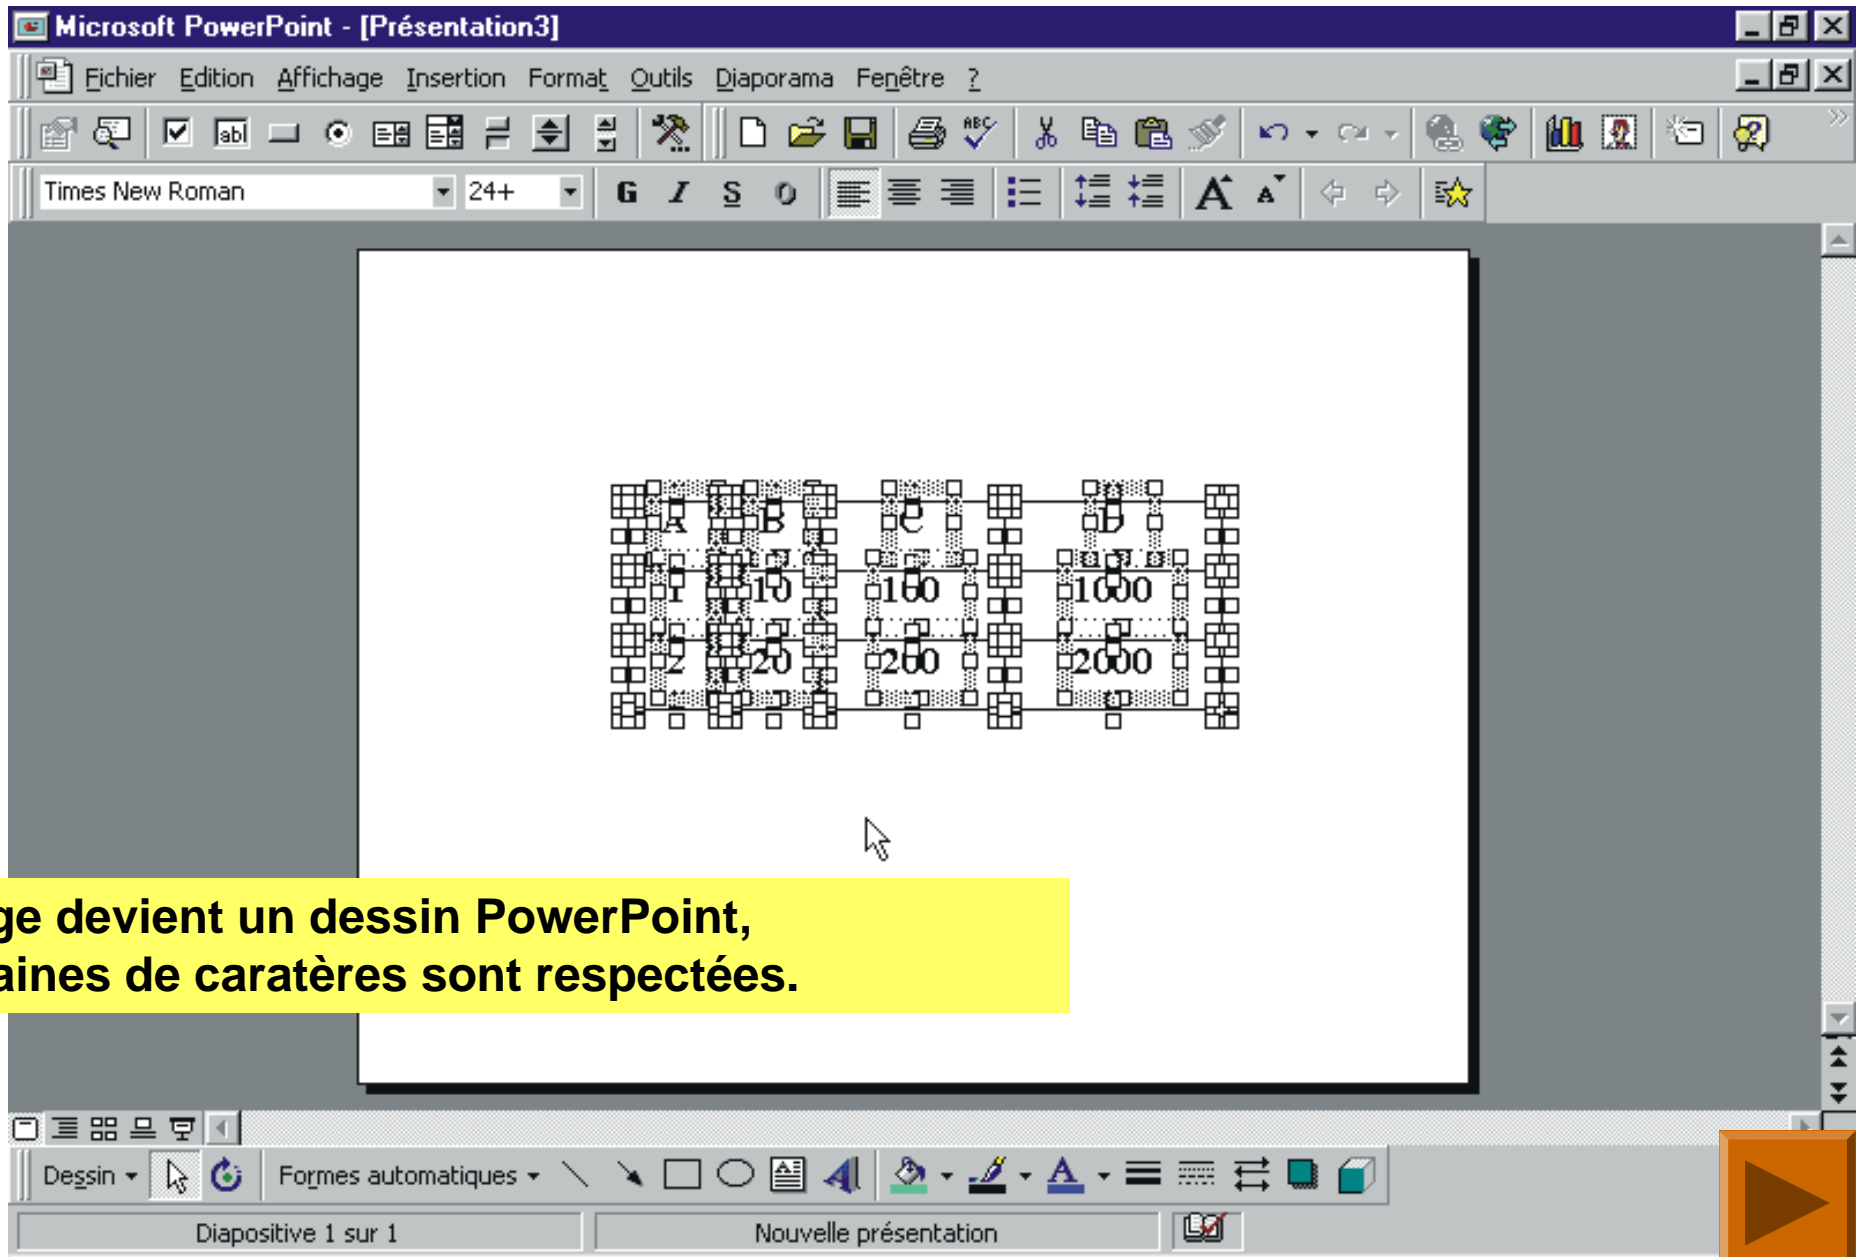 Microsoft PowerPoint - [Présentation3]
Fichier Edition Affichage Insertion Format Outils Diaporama Fenêtre ?
Times New Roman 24+ G I S O
A B C D
1 10 100 1000
2 20 200 2000
ge devient un dessin PowerPoint,
aines de caratères sont respectées.
Dessin Formes automatiques
Diapositive 1 sur 1 Nouvelle présentation